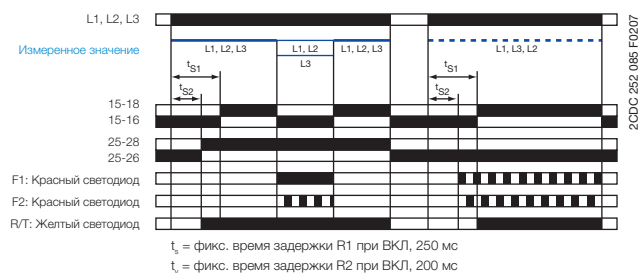 L1, L2, L3
Измеренное значение
L1, L2, L3
L1, L2
L1, L2, L3
L3
L1, L3, L2
tS1
tS2
tS1
tS2
15-18
15-16
25-28
25-26
F1: Красный светодиод
F2: Красный светодиод
R/T: Желтый светодиод
ts = фикс. время задержки R1 при ВКЛ, 250 мс
tv = фикс. время задержки R2 при ВКЛ, 200 мс
2CDC 252 085 F0207